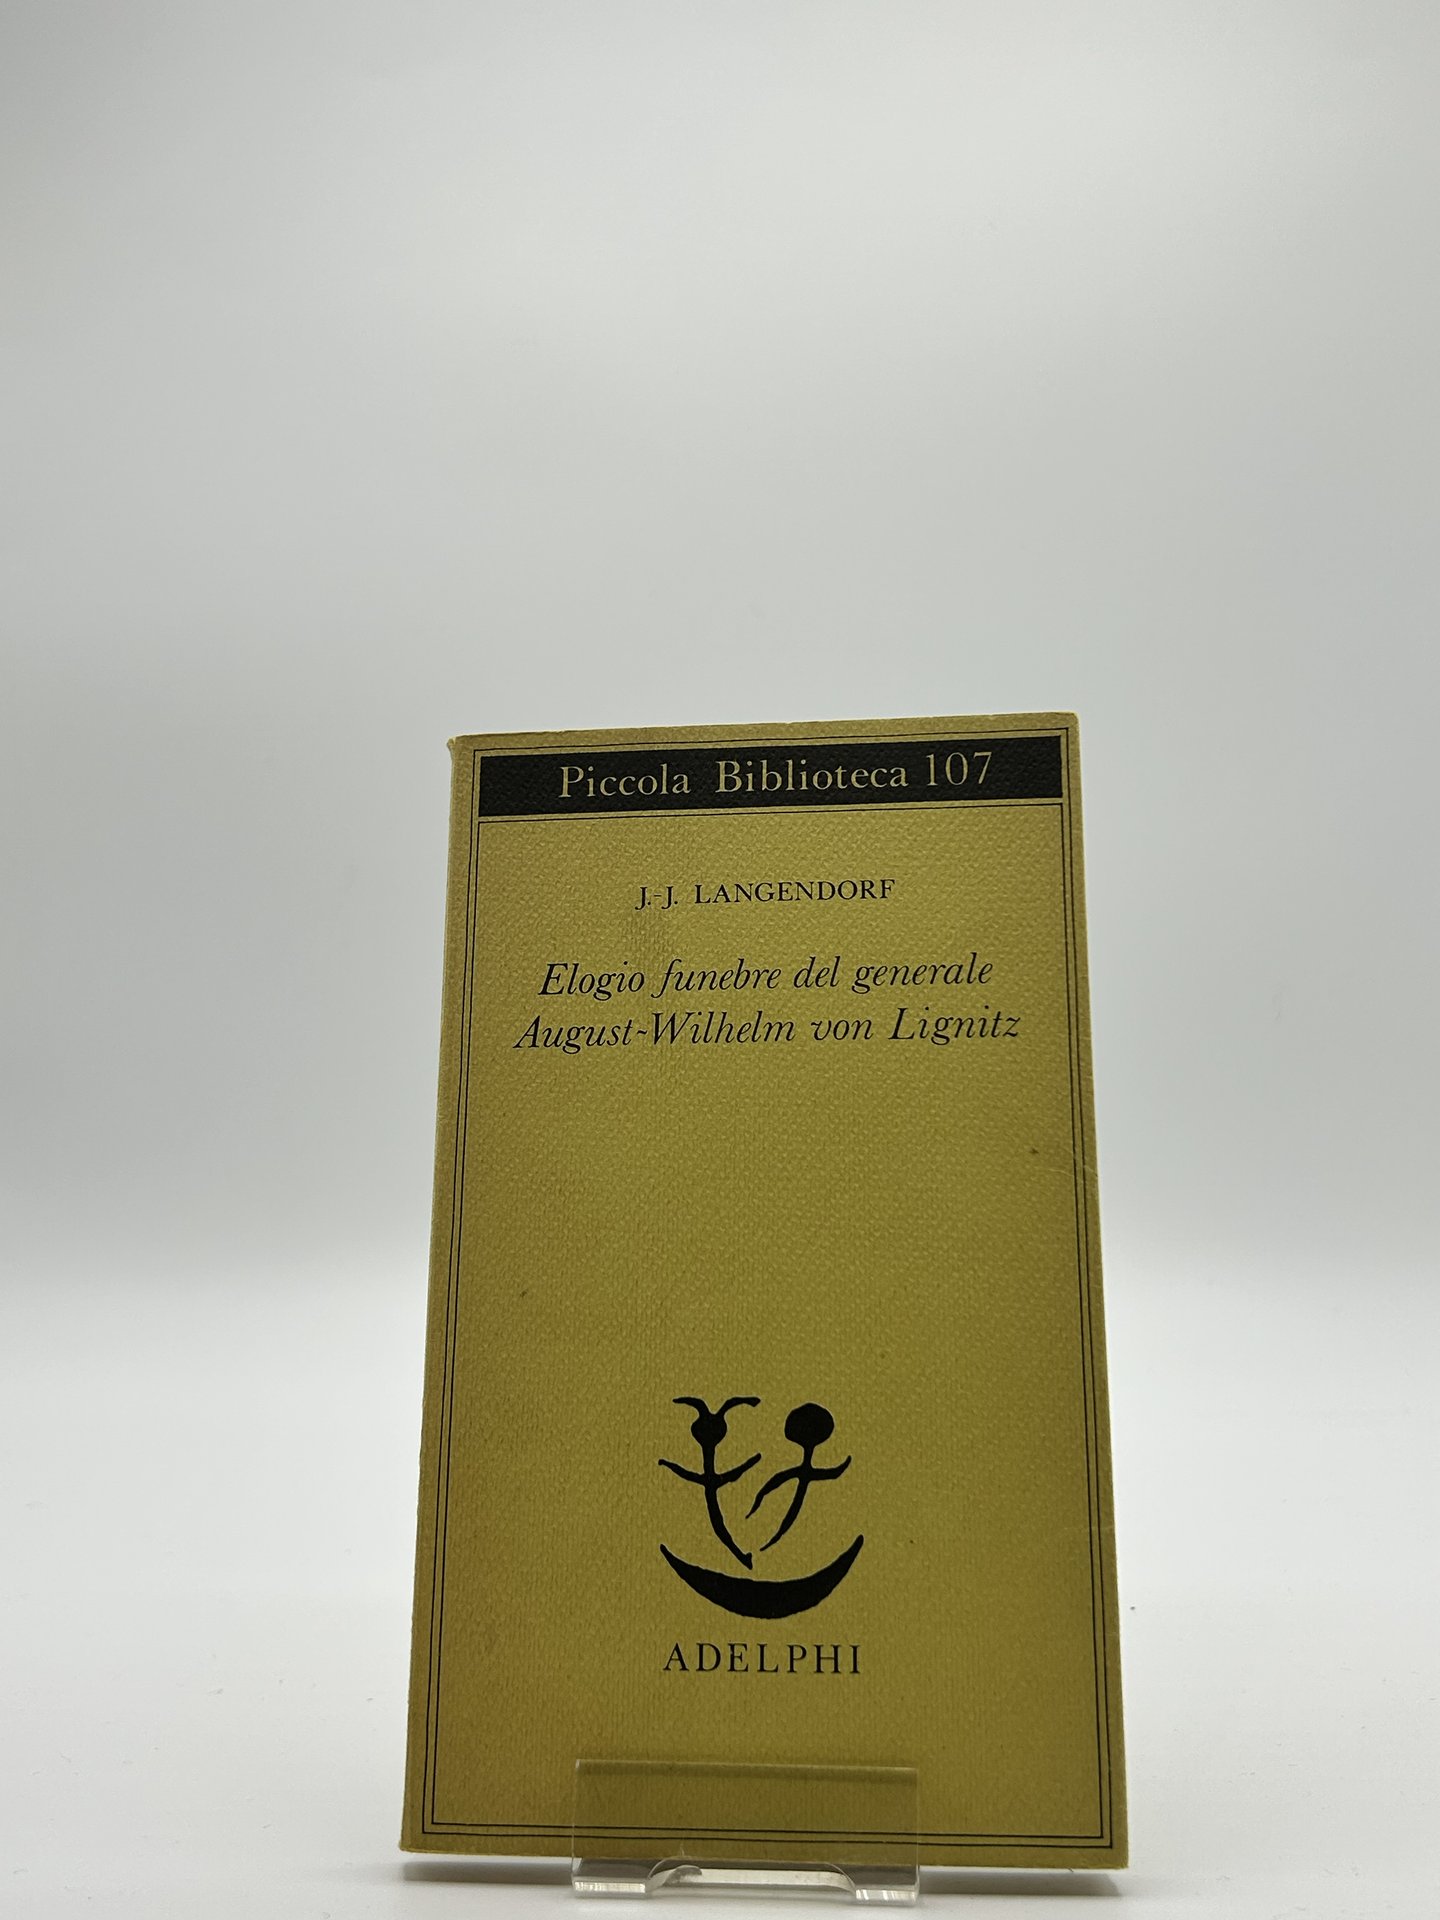 Piccola Biblioteca 107
J.-J. LANGENDORF
Elogio funebre del generale
August-Wilhelm von Lignitz
ADELPHI